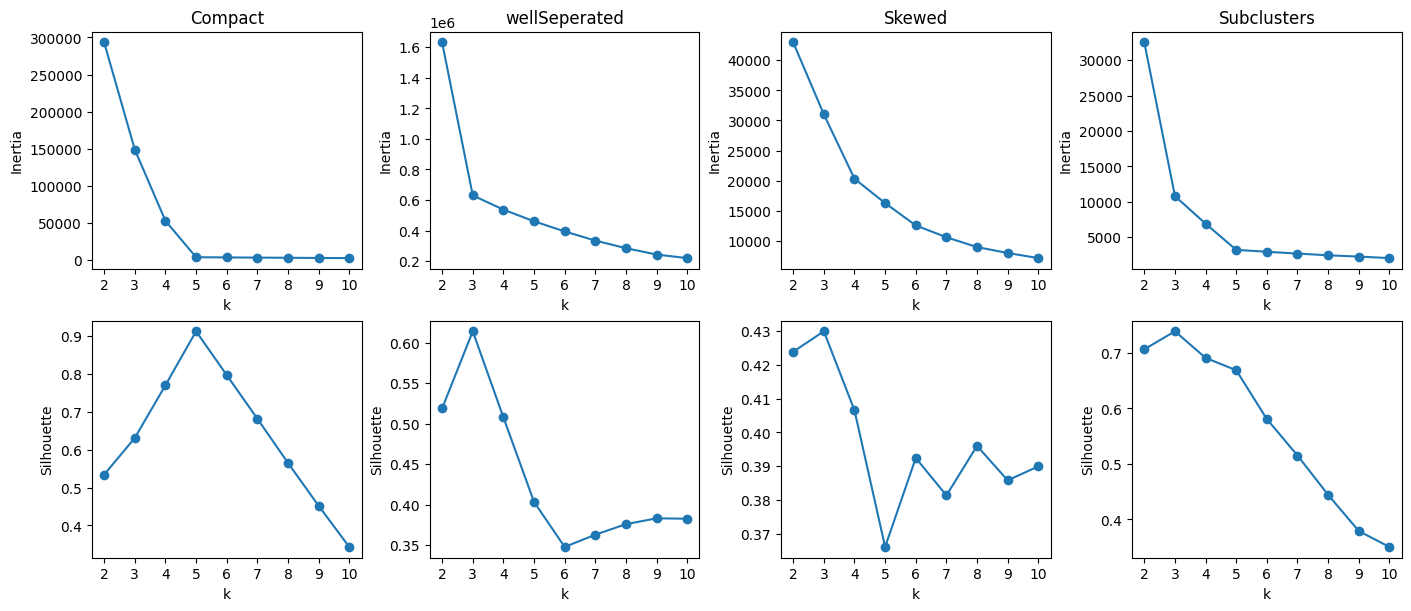 Compact
300000
250000
200000
150000
100000
50000
0
Inertia
2 3 4 5 6 7 8 9 10
k
wellSeperated
1e6
1.6
1.4
1.2
1.0
0.8
0.6
0.4
0.2
Inertia
2 3 4 5 6 7 8 9 10
k
Skewed
40000
35000
30000
25000
20000
15000
10000
Inertia
2 3 4 5 6 7 8 9 10
k
Subclusters
30000
25000
20000
15000
10000
5000
Inertia
2 3 4 5 6 7 8 9 10
k
0.9
0.8
0.7
0.6
0.5
0.4
Silhouette
2 3 4 5 6 7 8 9 10
k
0.60
0.55
0.50
0.45
0.40
0.35
Silhouette
2 3 4 5 6 7 8 9 10
k
0.43
0.42
0.41
0.40
0.39
0.38
0.37
Silhouette
2 3 4 5 6 7 8 9 10
k
0.7
0.6
0.5
0.4
Silhouette
2 3 4 5 6 7 8 9 10
k